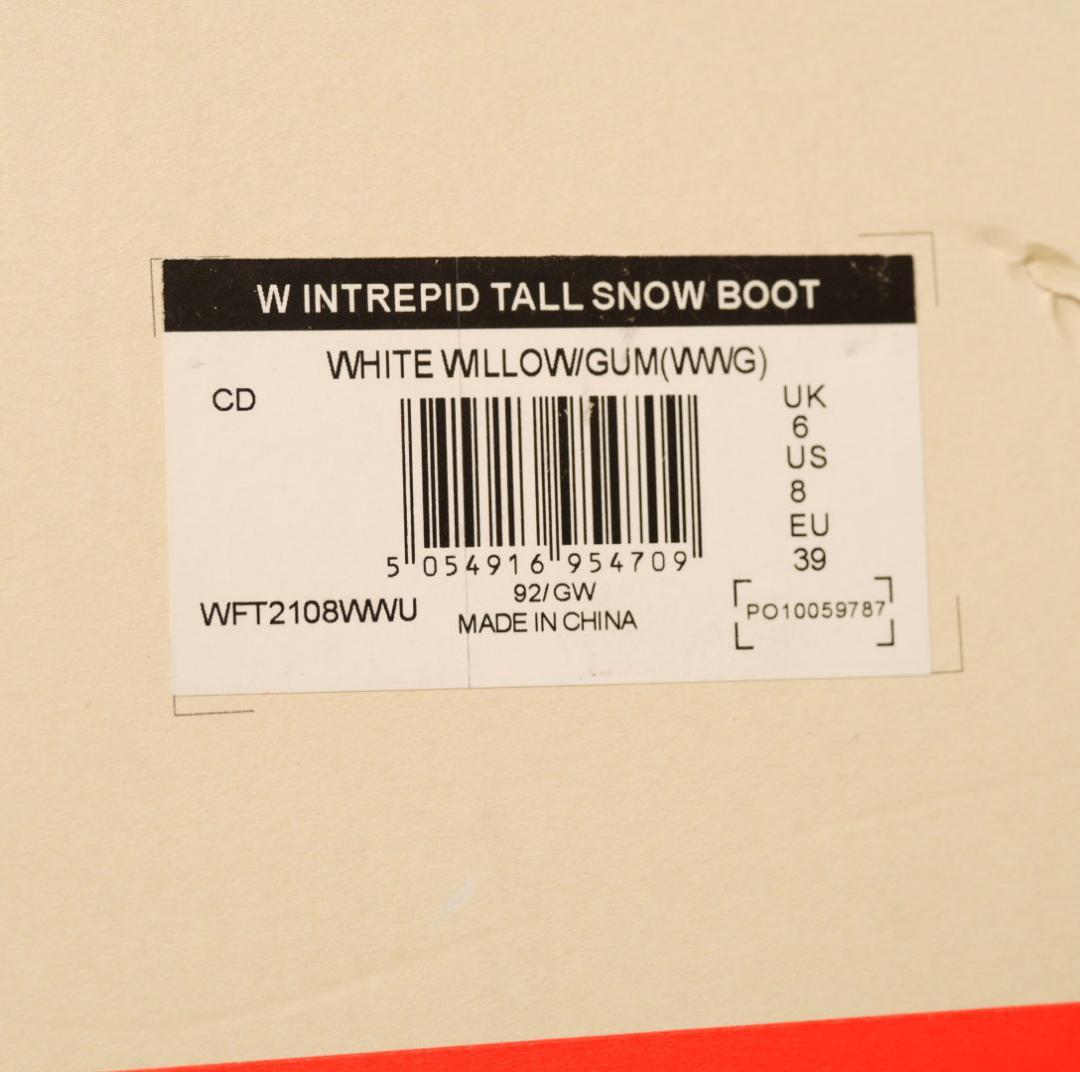 W INTREPID TALL SNOW BOOT
WHITE WILLOW/GUM(WWG)
CD
UK
6
US
8
EU
39
5 054916 954709
92/GW
WFT2108WWU
MADE IN CHINA
PO10059787